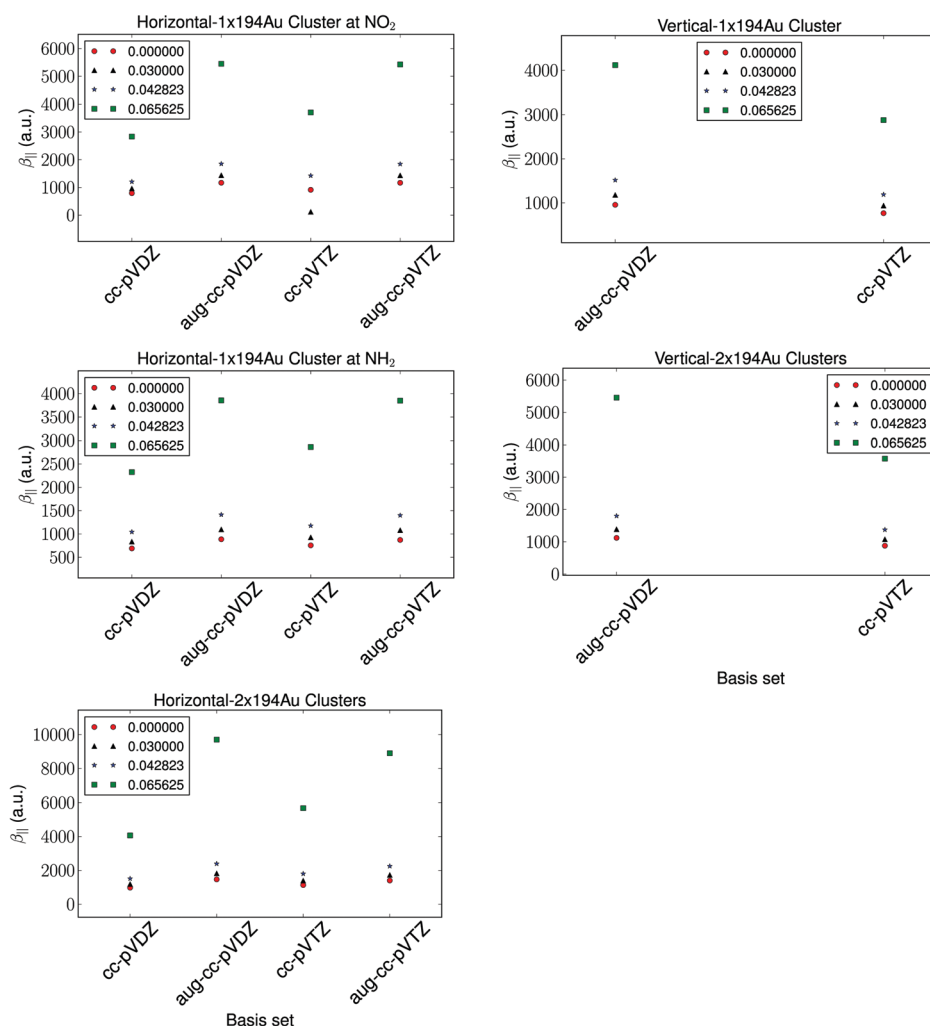 Horizontal-1x194Au Cluster at NO₂
6000
5000
4000
3000
2000
1000
0
β|| (a.u.)
0.000000
0.030000
0.042823
0.065625
cc-pVDZ
aug-cc-pVDZ
cc-pVTZ
aug-cc-pVTZ
Vertical-1x194Au Cluster
4000
3000
2000
1000
β|| (a.u.)
0.000000
0.030000
0.042823
0.065625
aug-cc-pVDZ
cc-pVTZ
Horizontal-1x194Au Cluster at NH₂
4000
3500
3000
2500
2000
1500
1000
500
β|| (a.u.)
0.000000
0.030000
0.042823
0.065625
cc-pVDZ
aug-cc-pVDZ
cc-pVTZ
aug-cc-pVTZ
Vertical-2x194Au Clusters
6000
5000
4000
3000
2000
1000
0
β|| (a.u.)
0.000000
0.030000
0.042823
0.065625
aug-cc-pVDZ
cc-pVTZ
Basis set
Horizontal-2x194Au Clusters
10000
8000
6000
4000
2000
0
β|| (a.u.)
0.000000
0.030000
0.042823
0.065625
cc-pVDZ
aug-cc-pVDZ
cc-pVTZ
aug-cc-pVTZ
Basis set